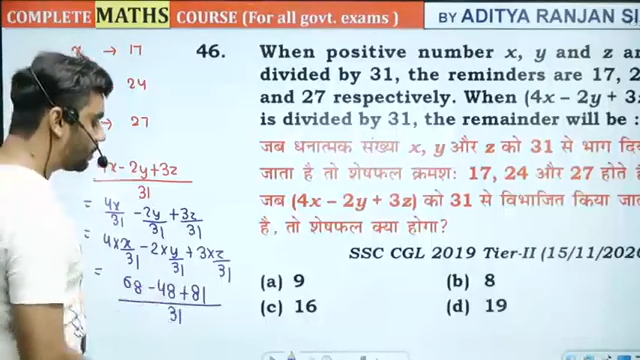 COMPLETE MATHS COURSE (For all govt. exams)
BY ADITYA RANJAN
x → 17
24
→ 27
4x-2y+3z
31
= 4x/31 - 2y/31 + 3z/31
= 4×x/31 - 2×y/31 + 3×z/31
= 68-48+81
31
46. When positive number x, y and z
divided by 31, the reminders are 17,
and 27 respectively. When (4x – 2y +
is divided by 31, the remainder will be :
जब धनात्मक संख्या x, y और z को 31 से भाग
जाता है तो शेषफल क्रमशः 17, 24 और 27 होते
जब (4x – 2y + 3z) को 31 से विभाजित किया
है, तो शेषफल क्या होगा?
SSC CGL 2019 Tier-II (15/11/
(a) 9 (b) 8
(c) 16 (d) 19